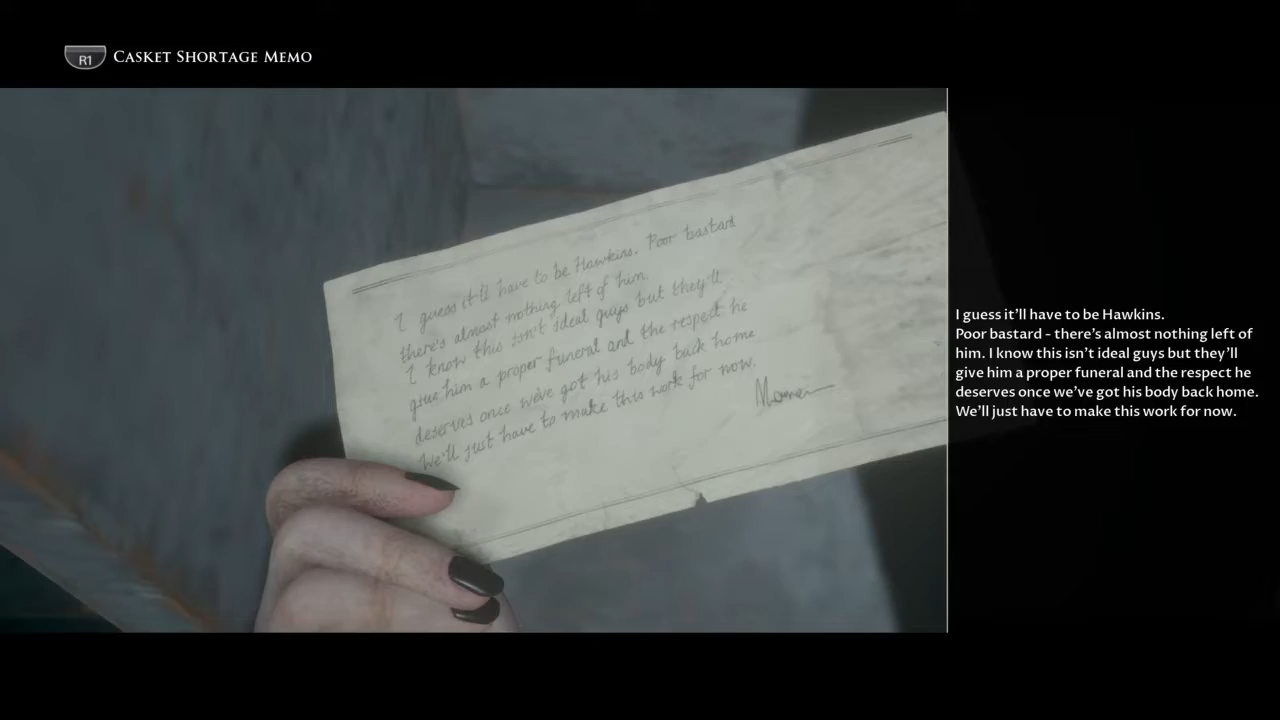 R1 Casket Shortage Memo
I guess it'll have to be Hawkins. Poor bastard
there's almost nothing left of him.
I know this isn't ideal guys but they'll
give him a proper funeral and the respect he
deserves once we've got his body back home
We'll just have to make this work for now.
I guess it'll have to be Hawkins.
Poor bastard - there's almost nothing left of
him. I know this isn't ideal guys but they'll
give him a proper funeral and the respect he
deserves once we've got his body back home.
We'll just have to make this work for now.